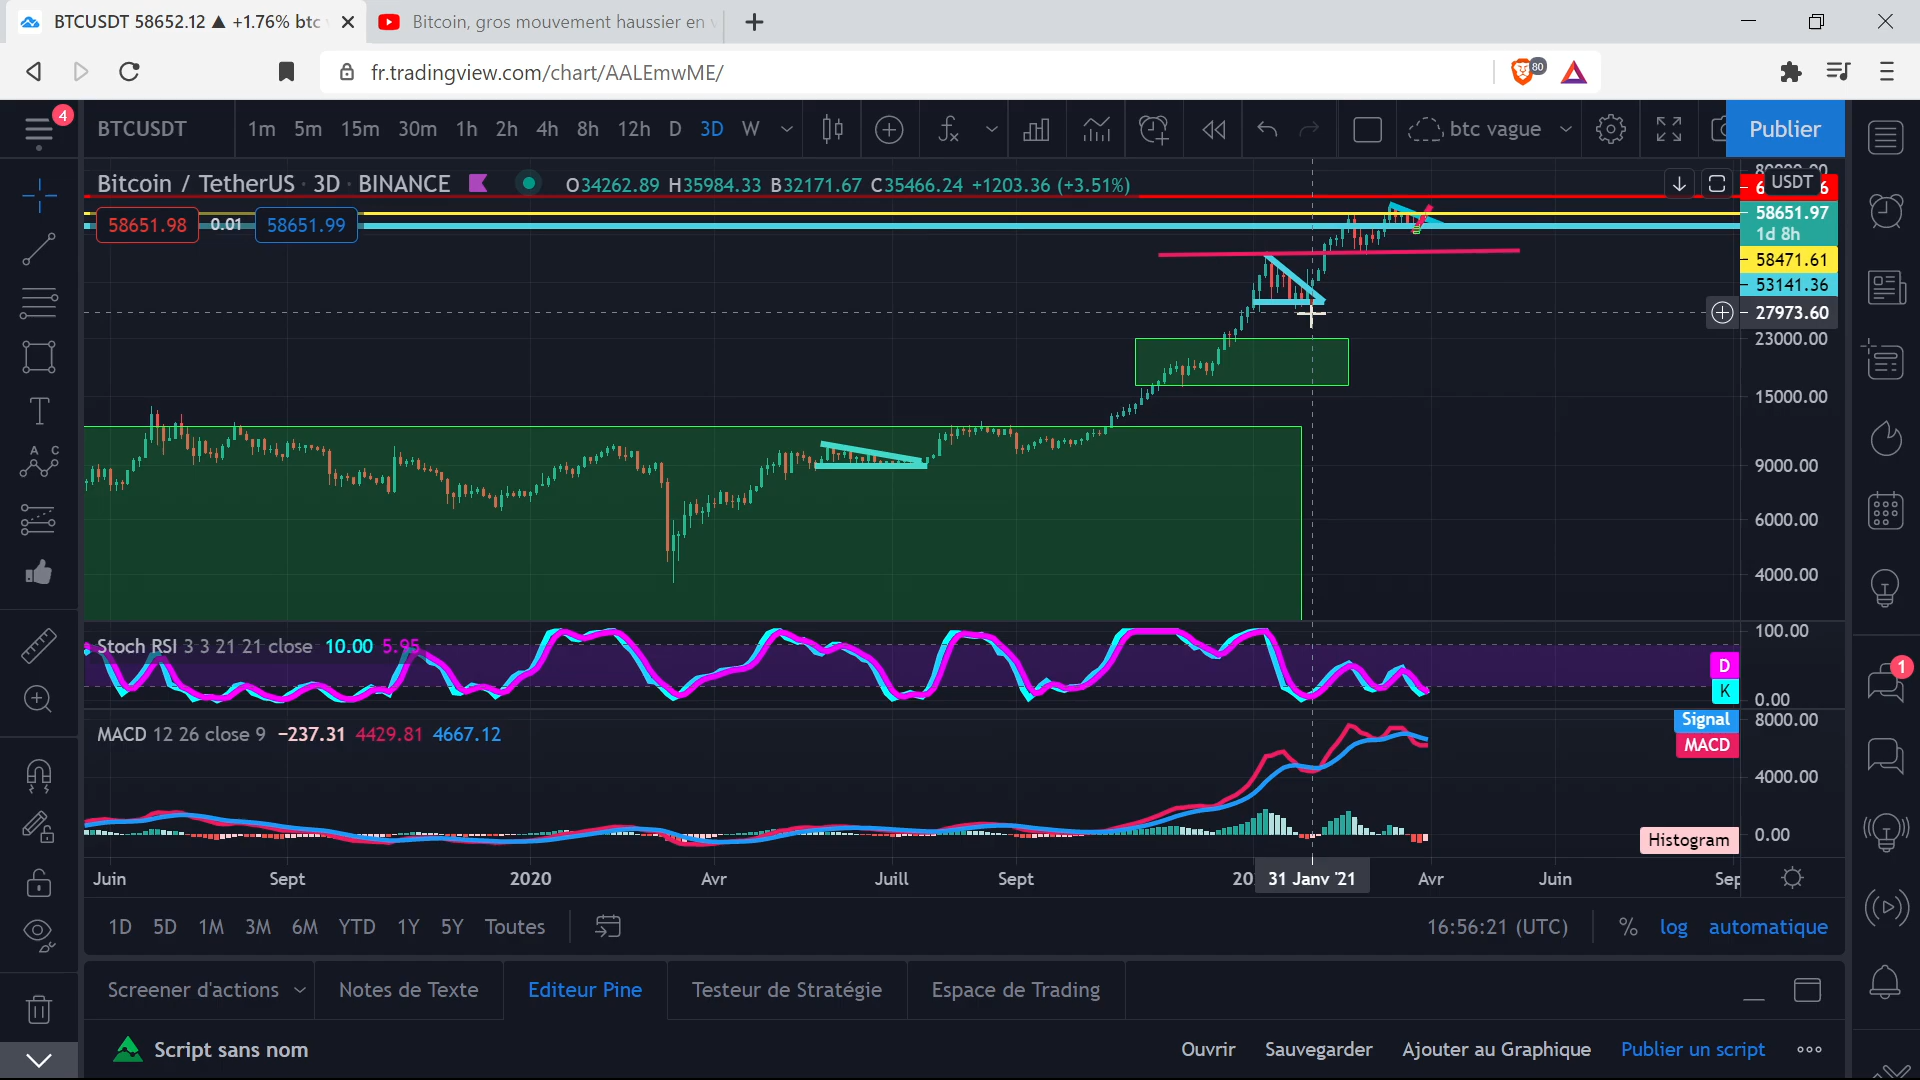 BTCUSDT 58652.12 ▲ +1.76% btc
Bitcoin, gros mouvement haussier en
fr.tradingview.com/chart/AALEmwME/
80
4
BTCUSDT
1m 5m 15m 30m 1h 2h 4h 8h 12h D 3D W
btc vague
Publier
Bitcoin / TetherUS · 3D · BINANCE
O34262.89 H35984.33 B32171.67 C35466.24 +1203.36 (+3.51%)
58651.98 0.01 58651.99
USDT
58651.97
1d 8h
58471.61
53141.36
27973.60
23000.00
15000.00
9000.00
6000.00
4000.00
Stoch RSI 3 3 21 21 close 10.00 5.95
100.00
D
K
0.00
MACD 12 26 close 9 −237.31 4429.81 4667.12
Signal
MACD
8000.00
4000.00
Histogram
0.00
Juin Sept 2020 Avr Juill Sept 31 Janv '21 Avr Juin Sep
1D 5D 1M 3M 6M YTD 1Y 5Y Toutes
16:56:21 (UTC) % log automatique
Screener d'actions Notes de Texte Editeur Pine Testeur de Stratégie Espace de Trading
Script sans nom
Ouvrir Sauvegarder Ajouter au Graphique Publier un script
A C
T
1